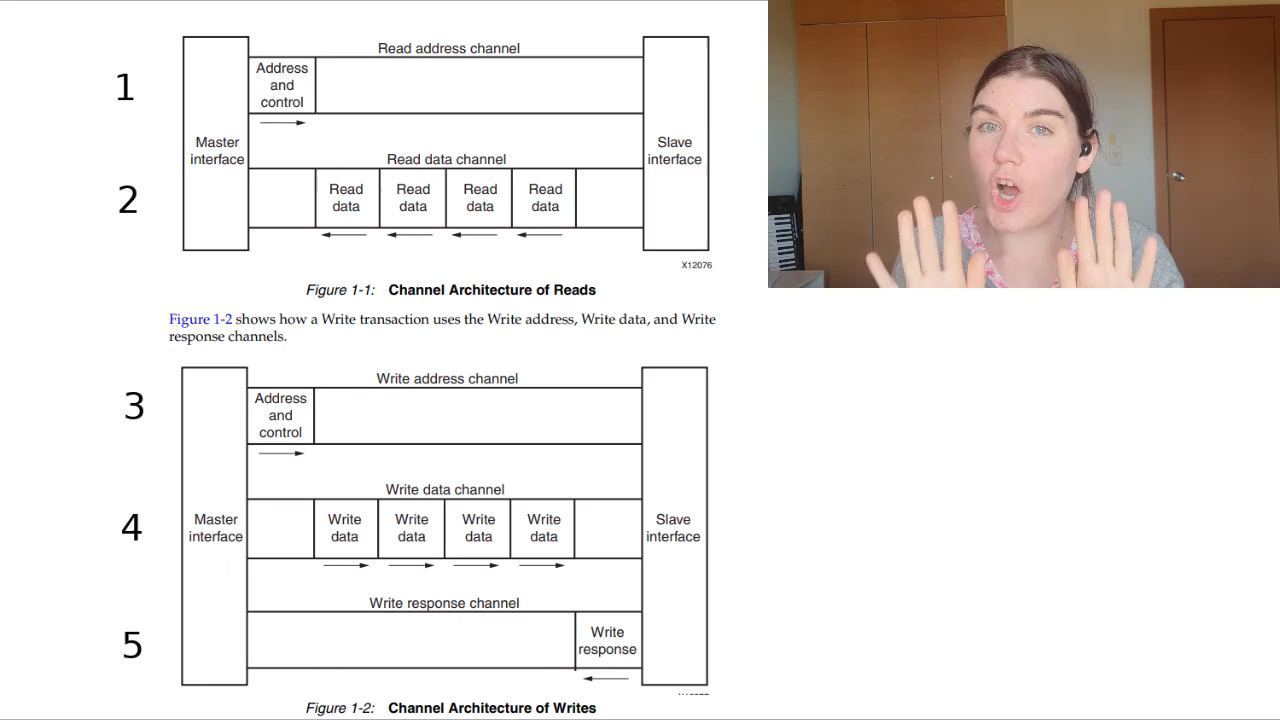 1
Read address channel
Address
and
control
Master
interface
Slave
interface
2
Read data channel
Read
data
Read
data
Read
data
Read
data
X12076
Figure 1-1: Channel Architecture of Reads
Figure 1-2 shows how a Write transaction uses the Write address, Write data, and Write
response channels.
3
Write address channel
Address
and
control
4
Write data channel
Master
interface
Write
data
Write
data
Write
data
Write
data
Slave
interface
5
Write response channel
Write
response
Figure 1-2: Channel Architecture of Writes